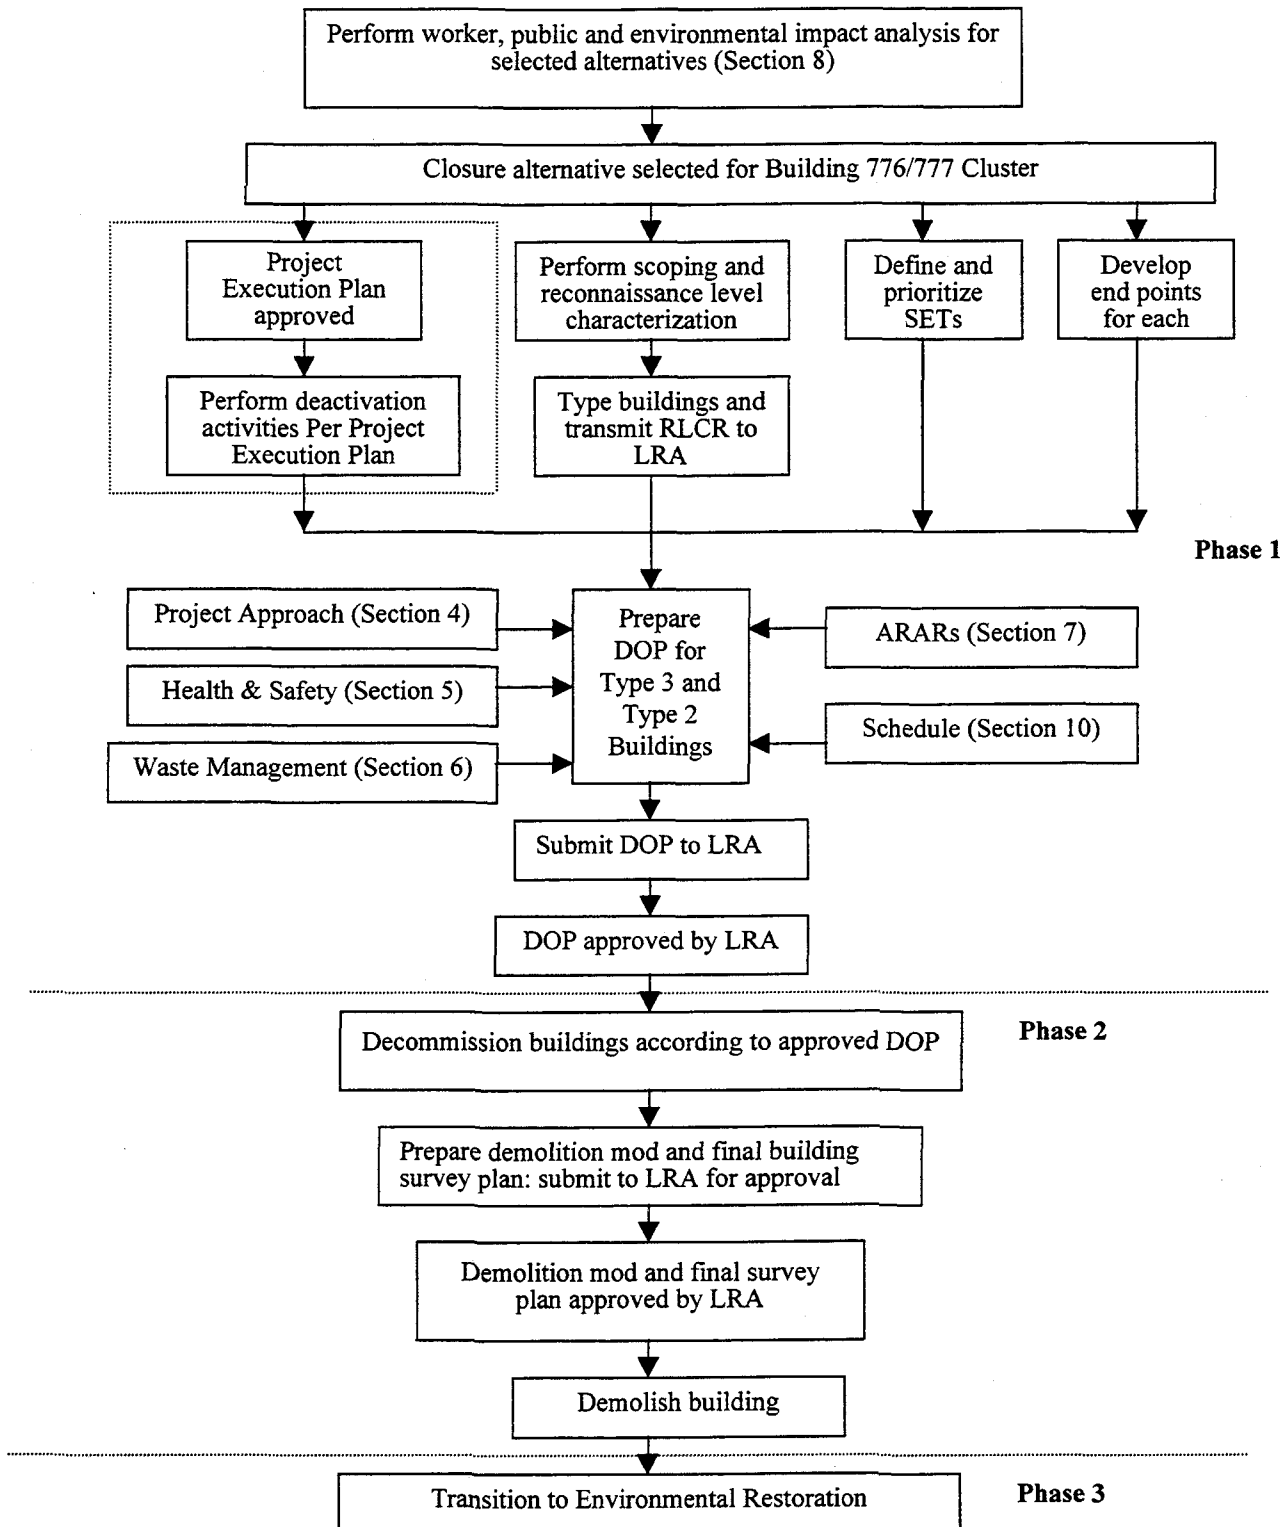 Perform worker, public and environmental impact analysis for
selected alternatives (Section 8)
Closure alternative selected for Building 776/777 Cluster
Project
Execution Plan
approved
Perform scoping and
reconnaissance level
characterization
Define and
prioritize
SETs
Develop
end points
for each
Perform deactivation
activities Per Project
Execution Plan
Type buildings and
transmit RLCR to
LRA
Phase 1
Project Approach (Section 4)
Health & Safety (Section 5)
Waste Management (Section 6)
Prepare
DOP for
Type 3 and
Type 2
Buildings
ARARs (Section 7)
Schedule (Section 10)
Submit DOP to LRA
DOP approved by LRA
Phase 2
Decommission buildings according to approved DOP
Prepare demolition mod and final building
survey plan: submit to LRA for approval
Demolition mod and final survey
plan approved by LRA
Demolish building
Phase 3
Transition to Environmental Restoration